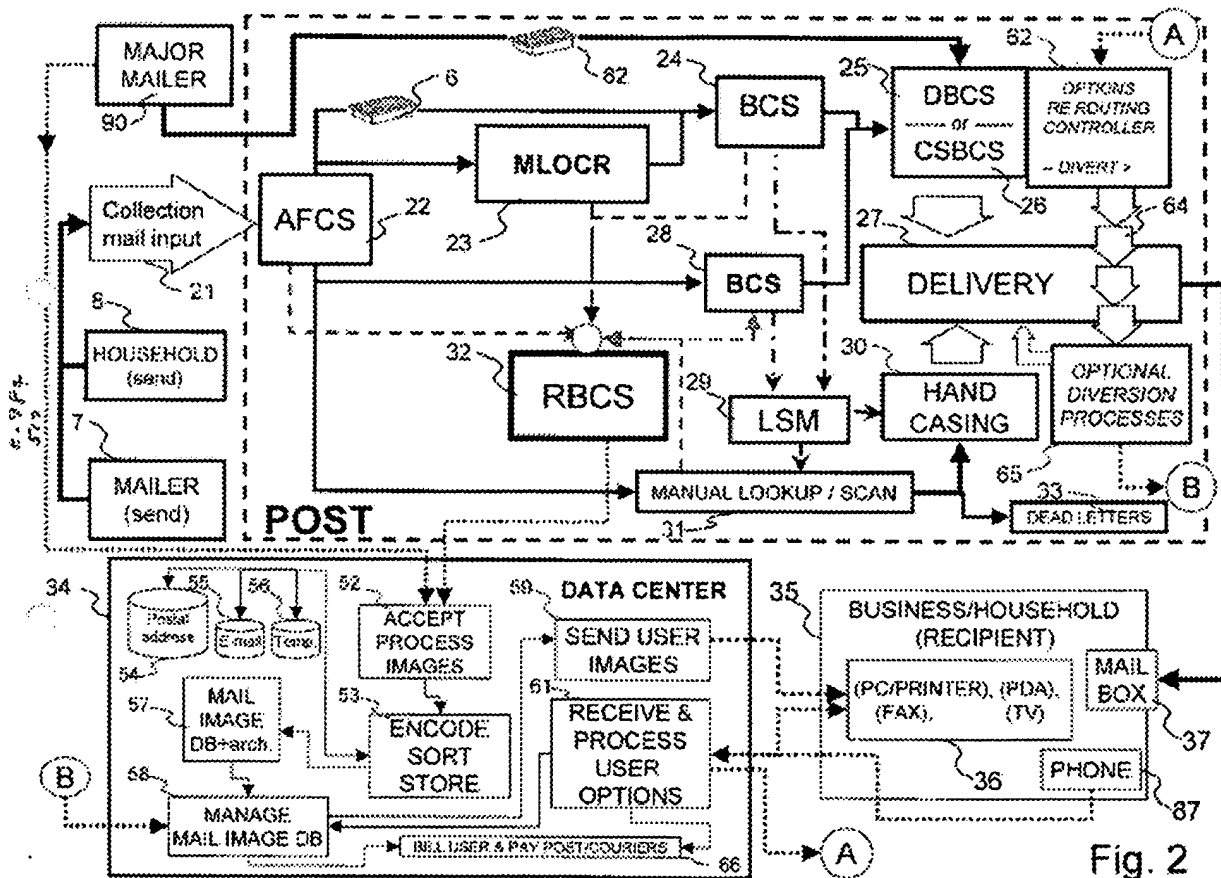 MAJOR
MAILER
90
62
6
24
BCS
25
DBCS
or
CSBCS
26
62
A
OPTIONS
RE ROUTING
CONTROLLER
- DIVERT >
64
Collection
mail input
21
AFCS
22
MLOCR
23
28
BCS
27
DELIVERY
8
HOUSEHOLD
(send)
7
MAILER
(send)
32
RBCS
29
LSM
30
HAND
CASING
OPTIONAL
DIVERSION
PROCESSES
65
B
POST
MANUAL LOOKUP / SCAN
31
33
DEAD LETTERS
34
DATA CENTER
55
56
Postal
address
54
E-mail
Temp.
52
ACCEPT
PROCESS
IMAGES
59
SEND USER
IMAGES
57
MAIL
IMAGE
DB+arch.
53
ENCODE
SORT
STORE
61
RECEIVE &
PROCESS
USER
OPTIONS
B
58
MANAGE
MAIL IMAGE DB
BILL USER & PAY POST/COURIERS
66
A
35
BUSINESS/HOUSEHOLD
(RECIPIENT)
(PC/PRINTER), (PDA),
(FAX), (TV)
36
MAIL
BOX
37
PHONE
67
Fig. 2